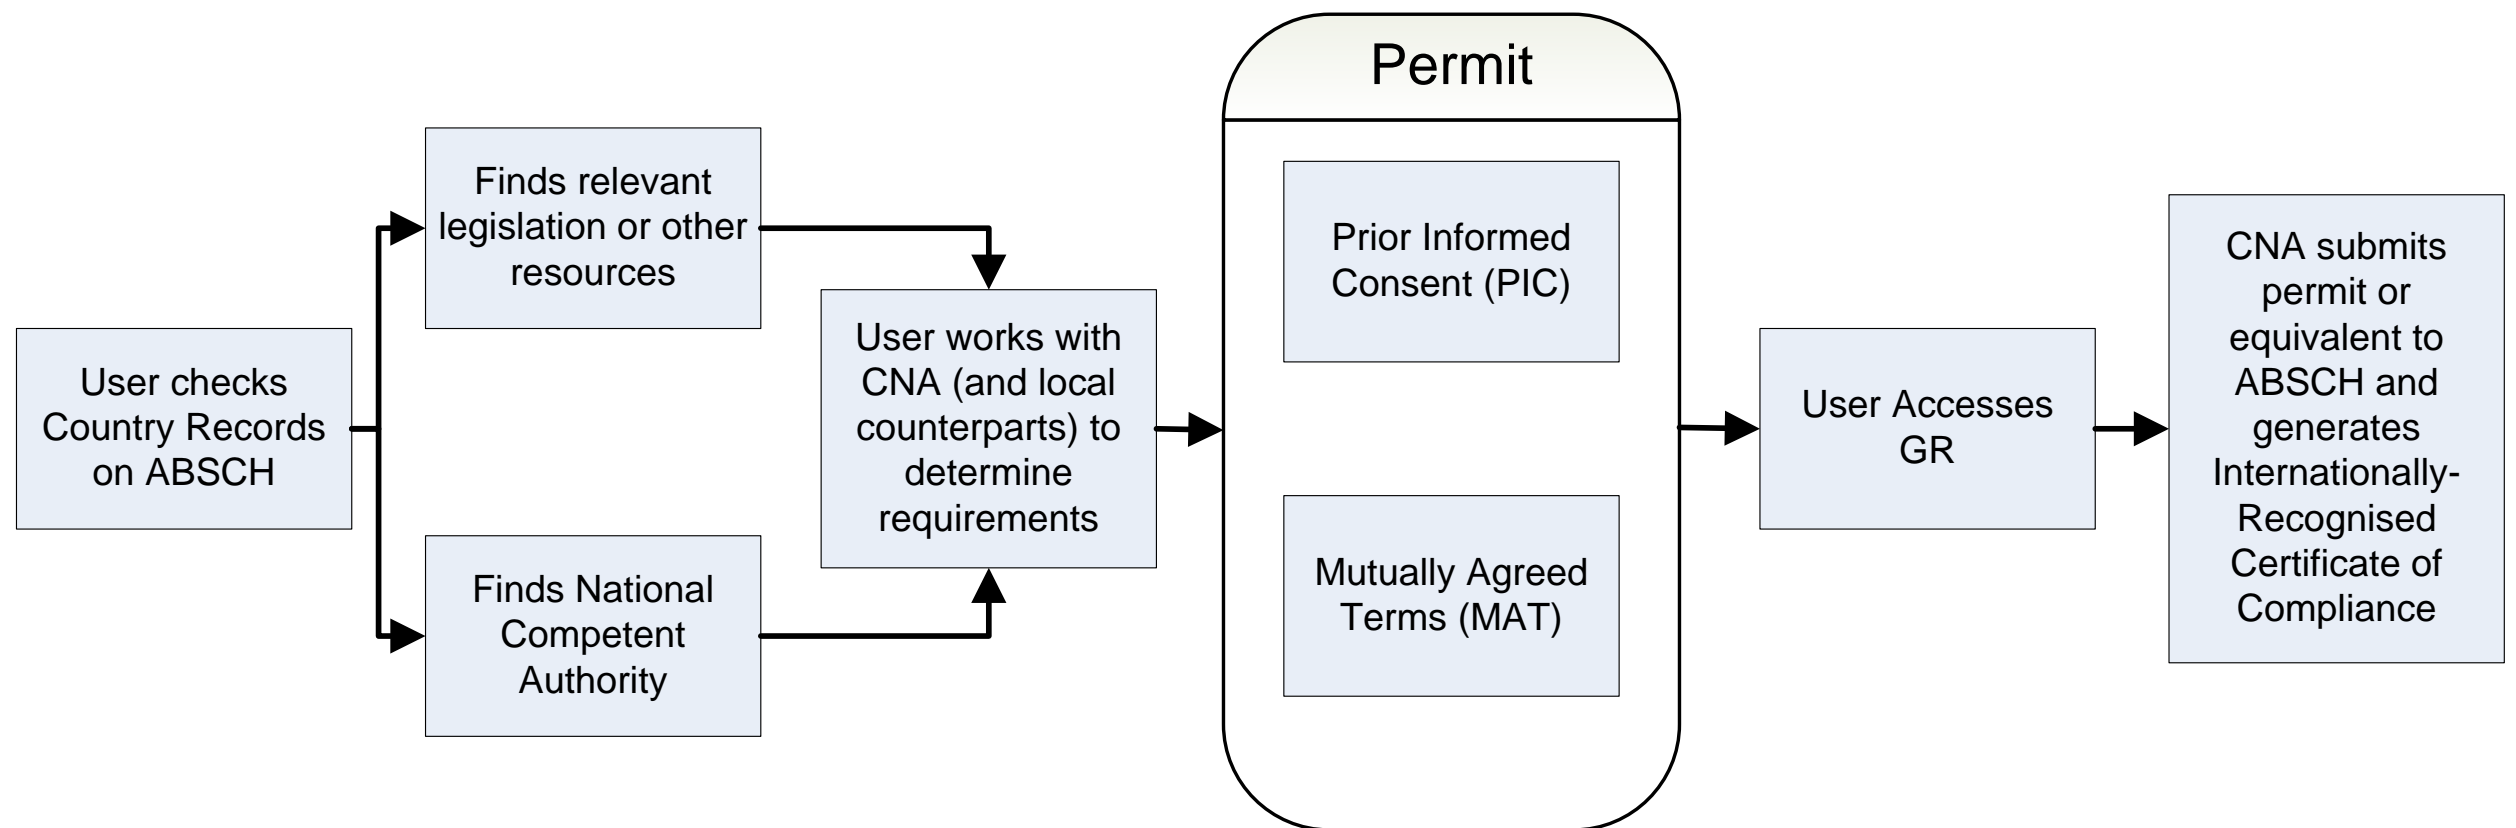 User checks
Country Records
on ABSCH
Finds relevant
legislation or other
resources
Finds National
Competent
Authority
User works with
CNA (and local
counterparts) to
determine
requirements
Permit
Prior Informed
Consent (PIC)
Mutually Agreed
Terms (MAT)
User Accesses
GR
CNA submits
permit or
equivalent to
ABSCH and
generates
Internationally-
Recognised
Certificate of
Compliance